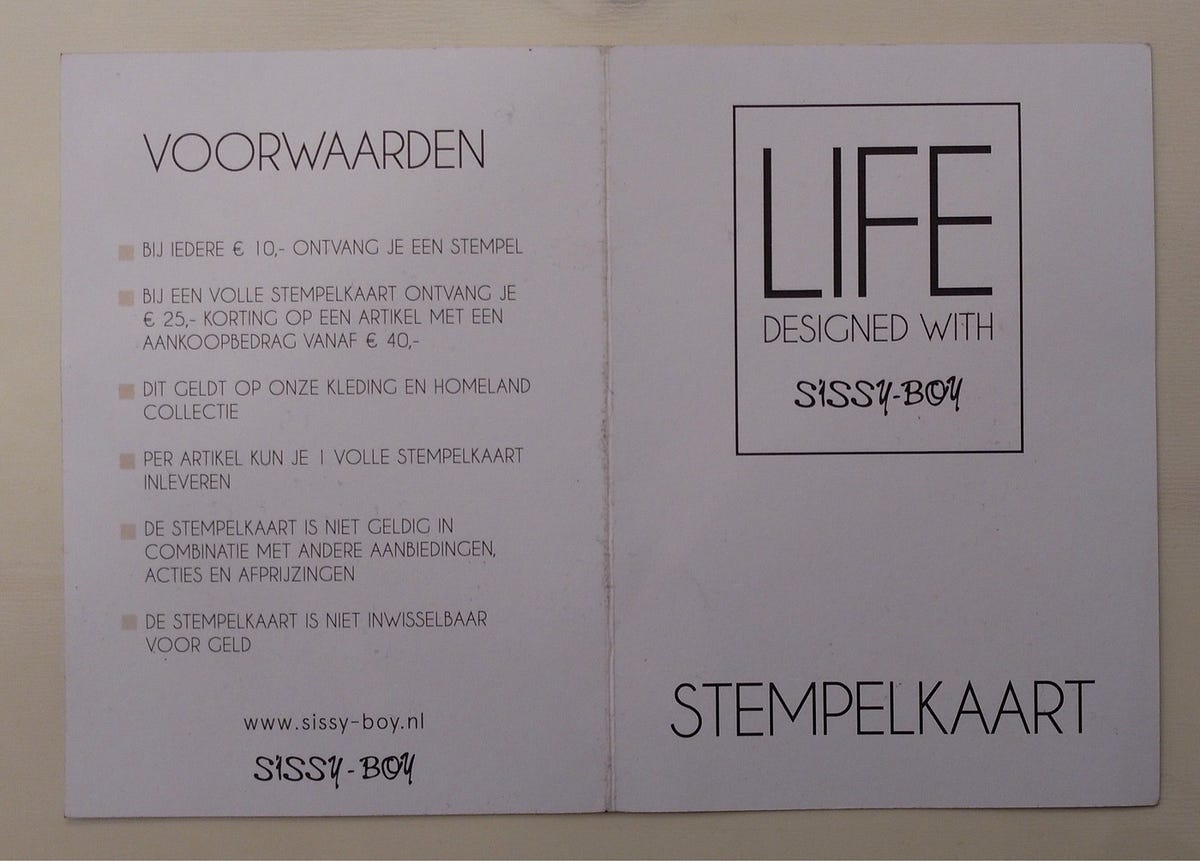 VOORWAARDEN
BIJ IEDERE € 10,- ONTVANG JE EEN STEMPEL
BIJ EEN VOLLE STEMPELKAART ONTVANG JE
€ 25,- KORTING OP EEN ARTIKEL MET EEN
AANKOOPBEDRAG VANAF € 40,-
DIT GELDT OP ONZE KLEDING EN HOMELAND
COLLECTIE
PER ARTIKEL KUN JE 1 VOLLE STEMPELKAART
INLEVEREN
DE STEMPELKAART IS NIET GELDIG IN
COMBINATIE MET ANDERE AANBIEDINGEN,
ACTIES EN AFPRIJZINGEN
DE STEMPELKAART IS NIET INWISSELBAAR
VOOR GELD
www.sissy-boy.nl
SISSY-BOY
LIFE
DESIGNED WITH
SISSY-BOY
STEMPELKAART